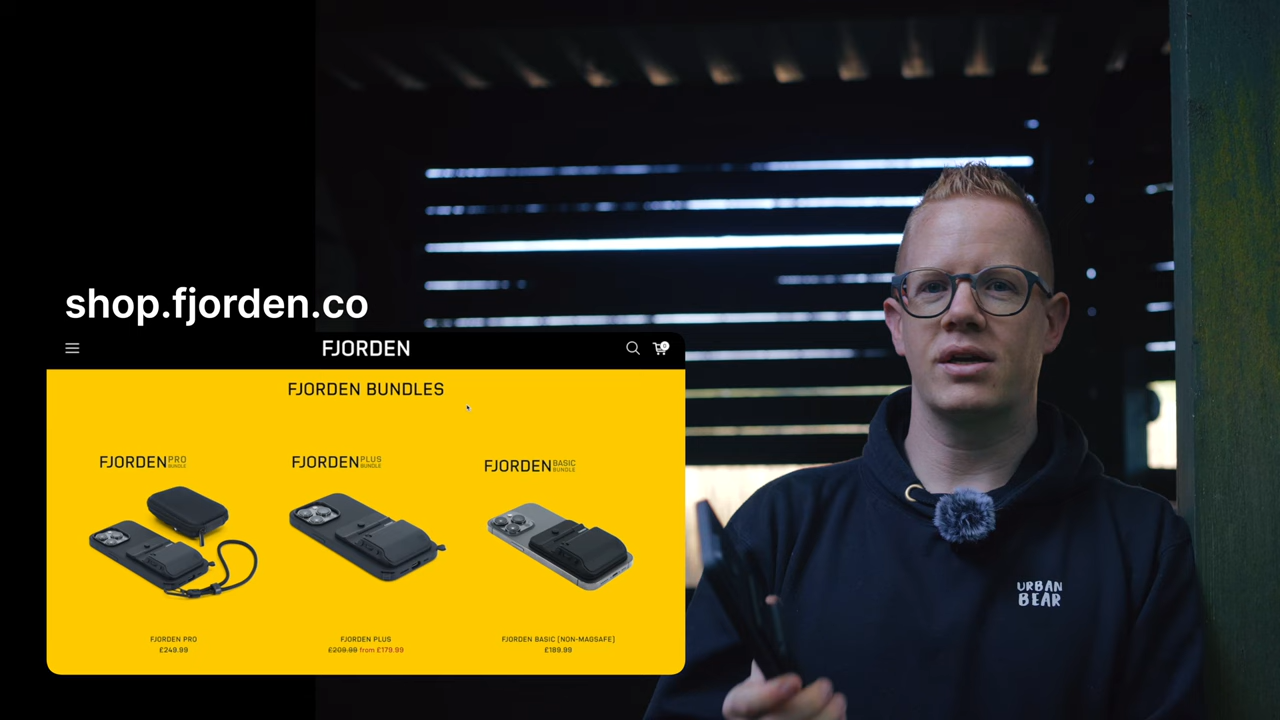 shop.fjorden.co
FJORDEN
0
FJORDEN BUNDLES
FJORDEN PRO BUNDLE
FJORDEN PLUS BUNDLE
FJORDEN BASIC BUNDLE
FJORDEN PRO
£249.99
FJORDEN PLUS
£209.99 from £179.99
FJORDEN BASIC (NON-MAGSAFE)
£189.99
URBAN
BEAR